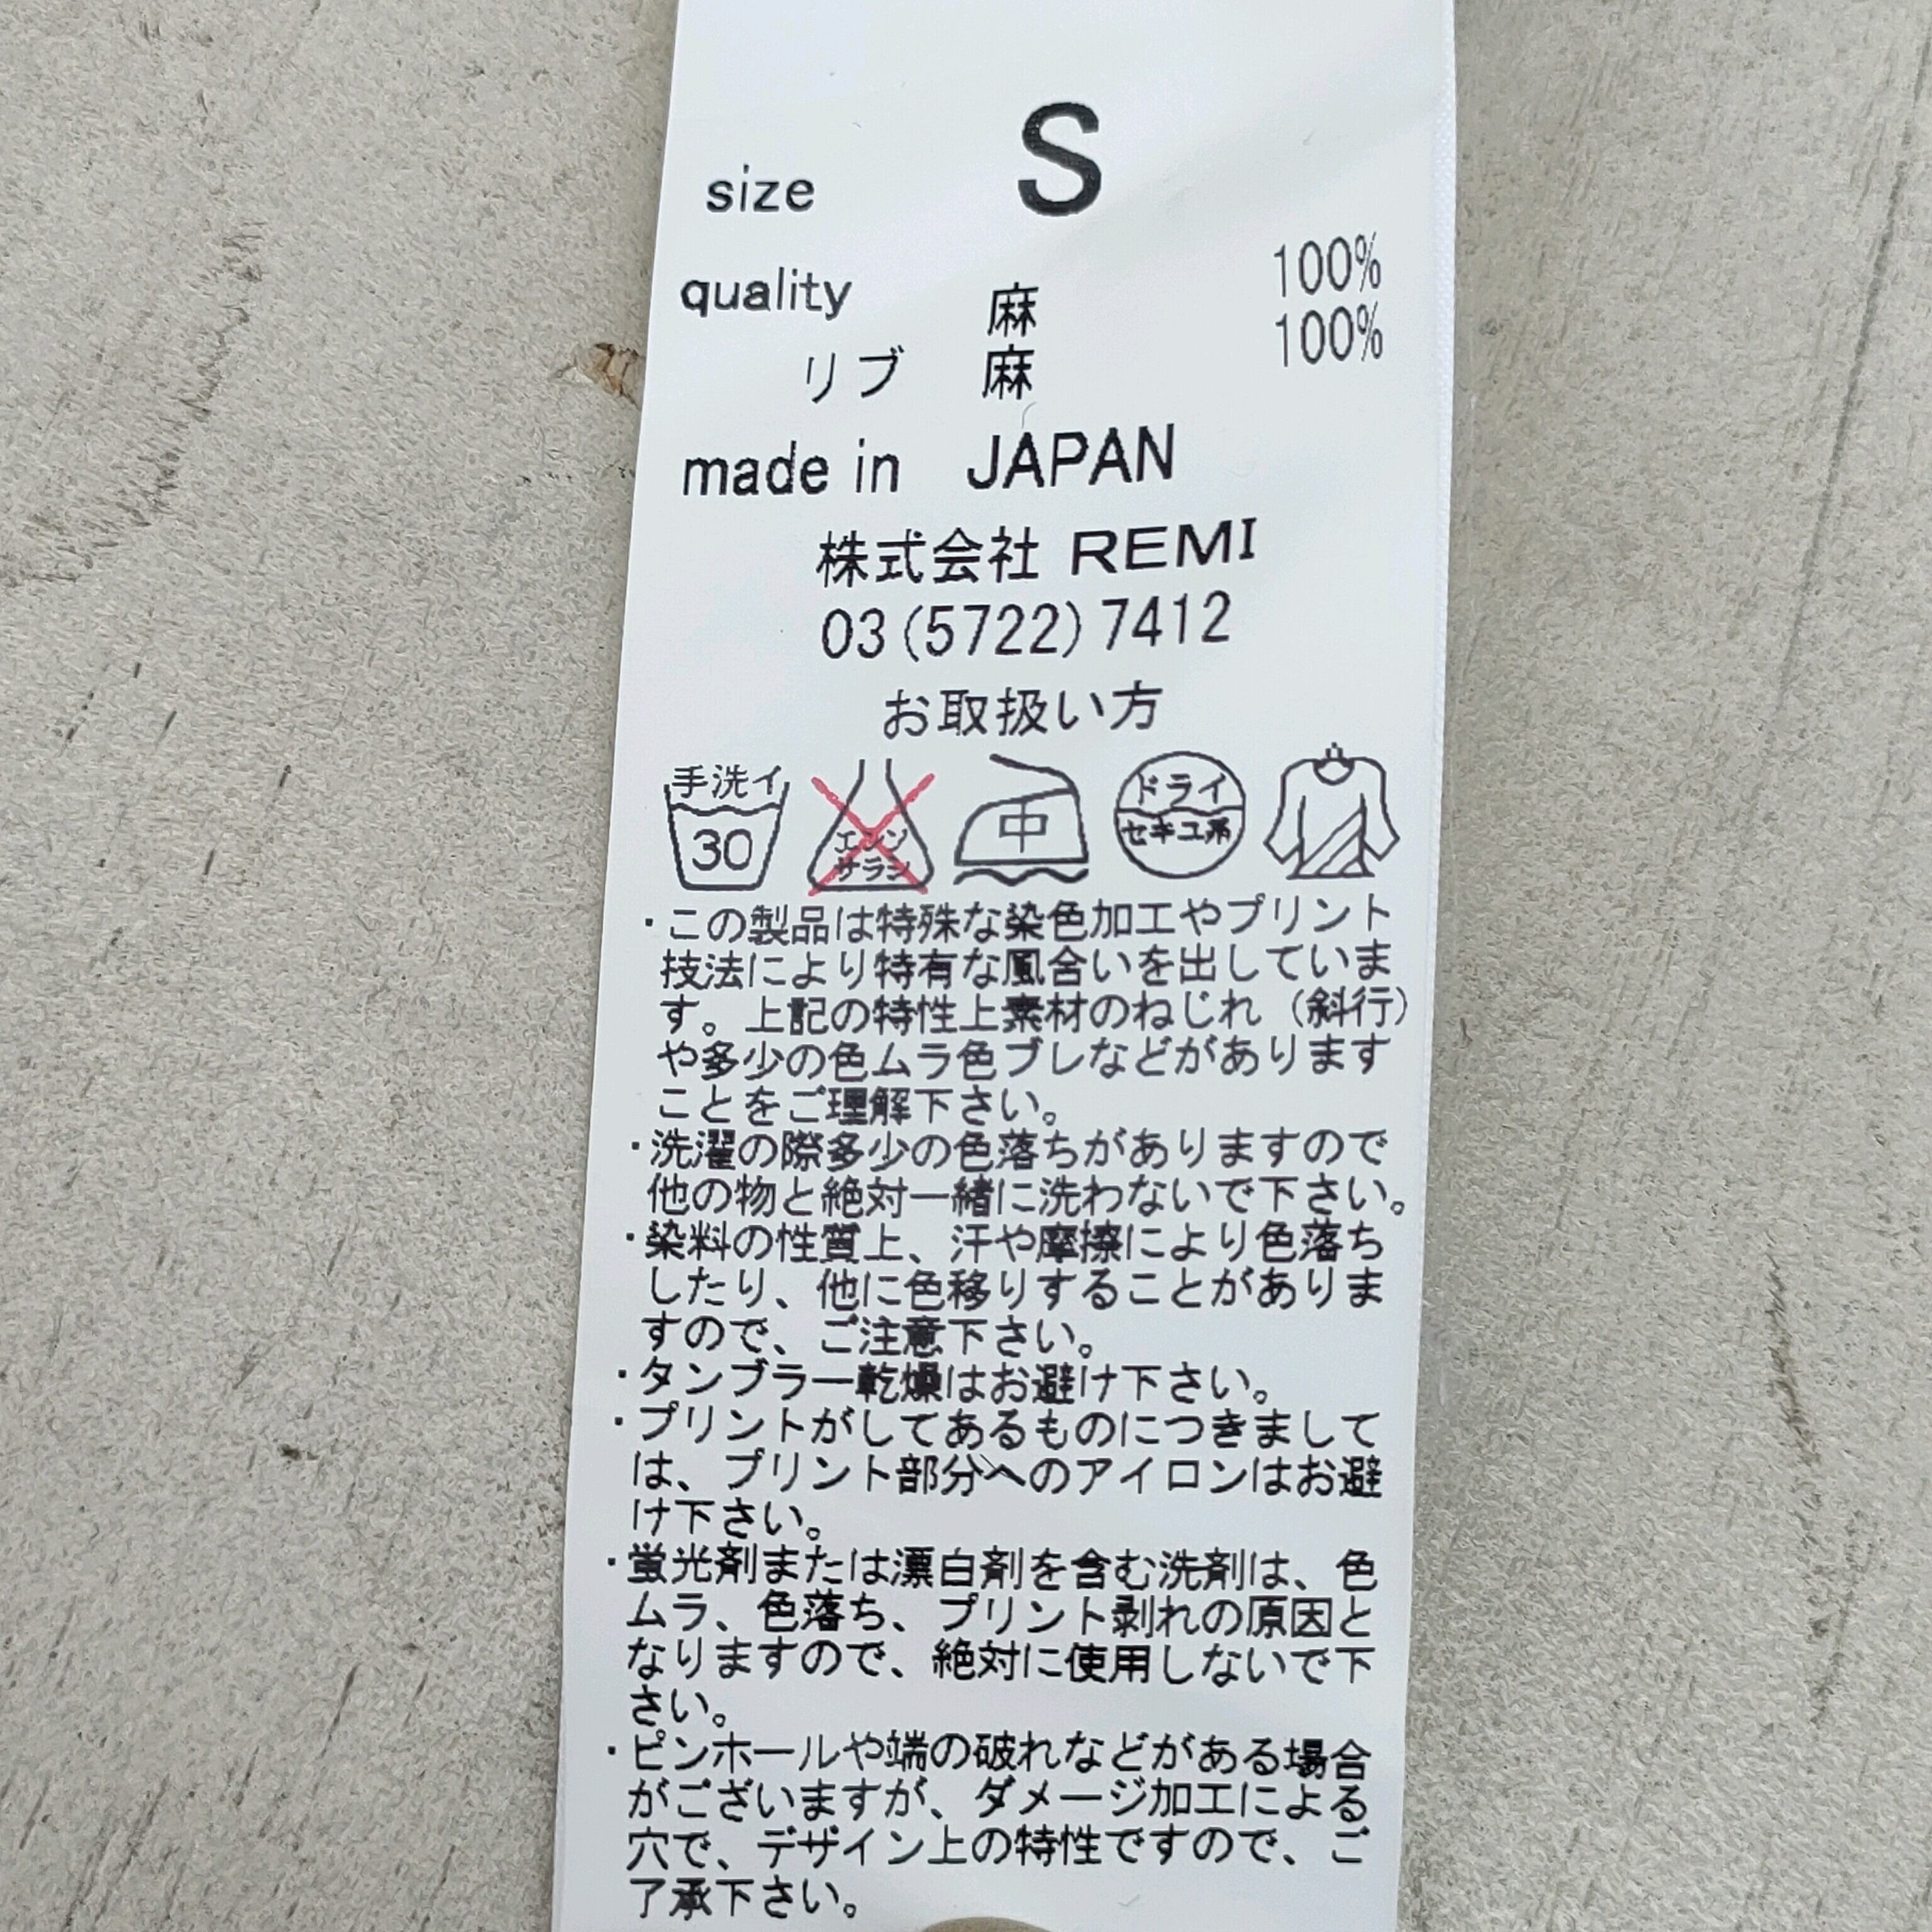 size S
quality 麻 100%
リブ 麻 100%
made in JAPAN
株式会社 REMI
03(5722)7412
お取扱い方
手洗イ
30
エンソ
サラシ
中
ドライ
セキユ系
・この製品は特殊な染色加工やプリント
技法により特有な風合いを出していま
す。上記の特性上素材のねじれ（斜行）
や多少の色ムラ色ブレなどがあります
ことをご理解下さい。
・洗濯の際多少の色落ちがありますので
他の物と絶対一緒に洗わないで下さい。
・染料の性質上、汗や摩擦により色落ち
したり、他に色移りすることがありま
すので、ご注意下さい。
・タンブラー乾燥はお避け下さい。
・プリントがしてあるものにつきまして
は、プリント部分へのアイロンはお避
け下さい。
・蛍光剤または漂白剤を含む洗剤は、色
ムラ、色落ち、プリント剥れの原因と
なりますので、絶対に使用しないで下
さい。
・ピンホールや端の破れなどがある場合
がございますが、ダメージ加工による
穴で、デザイン上の特性ですので、ご
了承下さい。